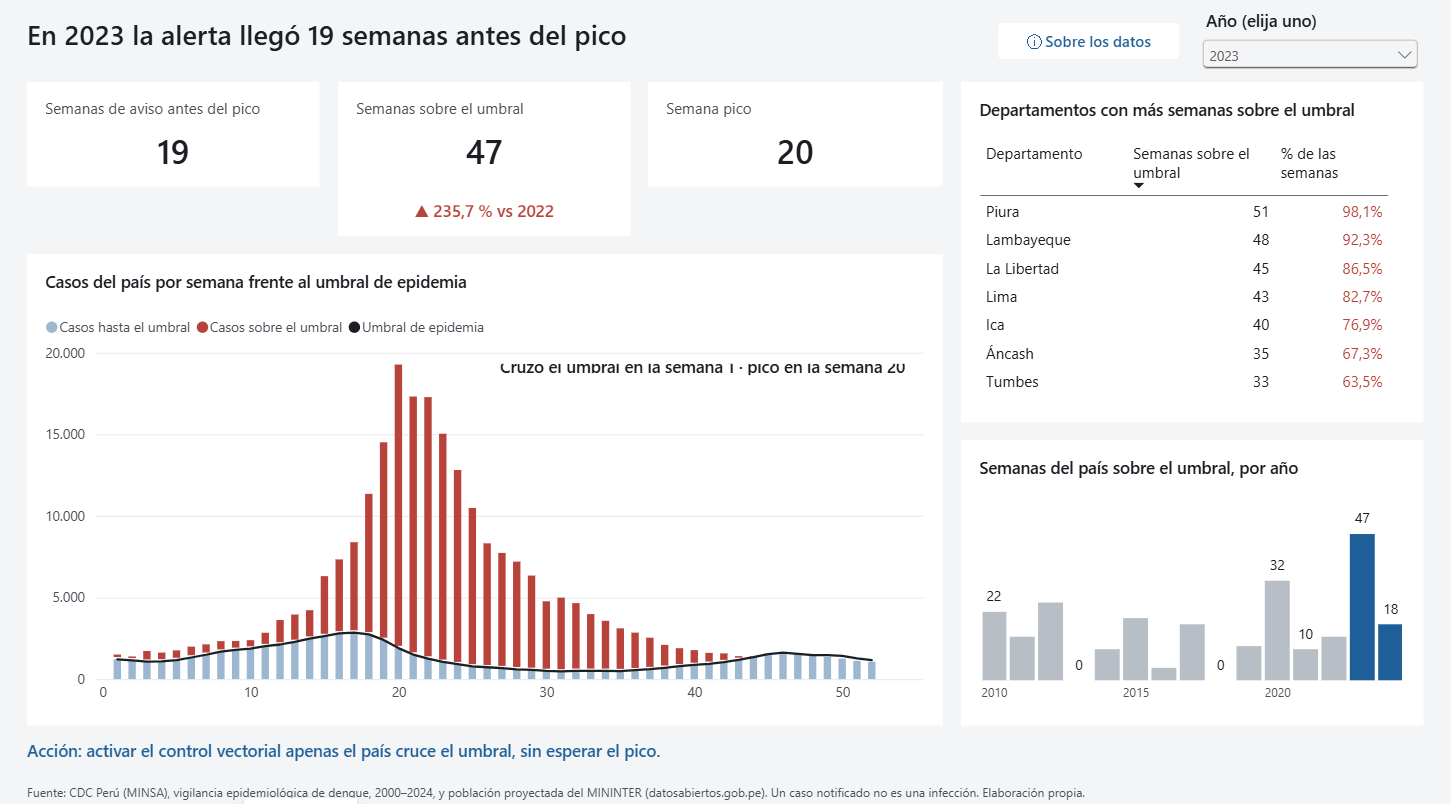 En 2023 la alerta llegó 19 semanas antes del pico
Sobre los datos
Año (elija uno)
2023
Semanas de aviso antes del pico
19
Semanas sobre el umbral
47
▲ 235,7 % vs 2022
Semana pico
20
Departamentos con más semanas sobre el umbral
Departamento
Semanas sobre el
umbral
% de las
semanas
Piura 51 98,1%
Lambayeque 48 92,3%
La Libertad 45 86,5%
Lima 43 82,7%
Ica 40 76,9%
Áncash 35 67,3%
Tumbes 33 63,5%
Casos del país por semana frente al umbral de epidemia
Casos hasta el umbral Casos sobre el umbral Umbral de epidemia
Cruzó el umbral en la semana 1 · pico en la semana 20
20.000
15.000
10.000
5.000
0
0 10 20 30 40 50
Semanas del país sobre el umbral, por año
22 0 0 32 10 47 18
2010 2015 2020
Acción: activar el control vectorial apenas el país cruce el umbral, sin esperar el pico.
Fuente: CDC Perú (MINSA), vigilancia epidemiológica de dengue, 2000–2024, y población proyectada del MININTER (datosabiertos.gob.pe). Un caso notificado no es una infección. Elaboración propia.